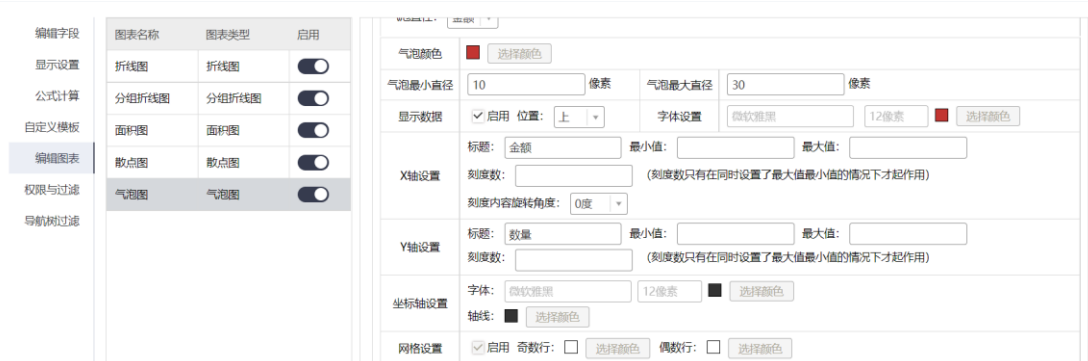 金额
编辑字段
显示设置
公式计算
自定义模板
编辑图表
权限与过滤
导航树过滤
图表名称 图表类型 启用
折线图 折线图
分组折线图 分组折线图
面积图 面积图
散点图 散点图
气泡图 气泡图
气泡颜色 选择颜色
气泡最小直径 10 像素 气泡最大直径 30 像素
显示数据 启用 位置: 上 字体设置 微软雅黑 12像素 选择颜色
X轴设置
标题: 金额 最小值: 最大值:
刻度数: (刻度数只有在同时设置了最大值最小值的情况下才起作用)
刻度内容旋转角度: 0度
Y轴设置
标题: 数量 最小值: 最大值:
刻度数: (刻度数只有在同时设置了最大值最小值的情况下才起作用)
坐标轴设置
字体: 微软雅黑 12像素 选择颜色
轴线: 选择颜色
网格设置 启用 奇数行: 选择颜色 偶数行: 选择颜色